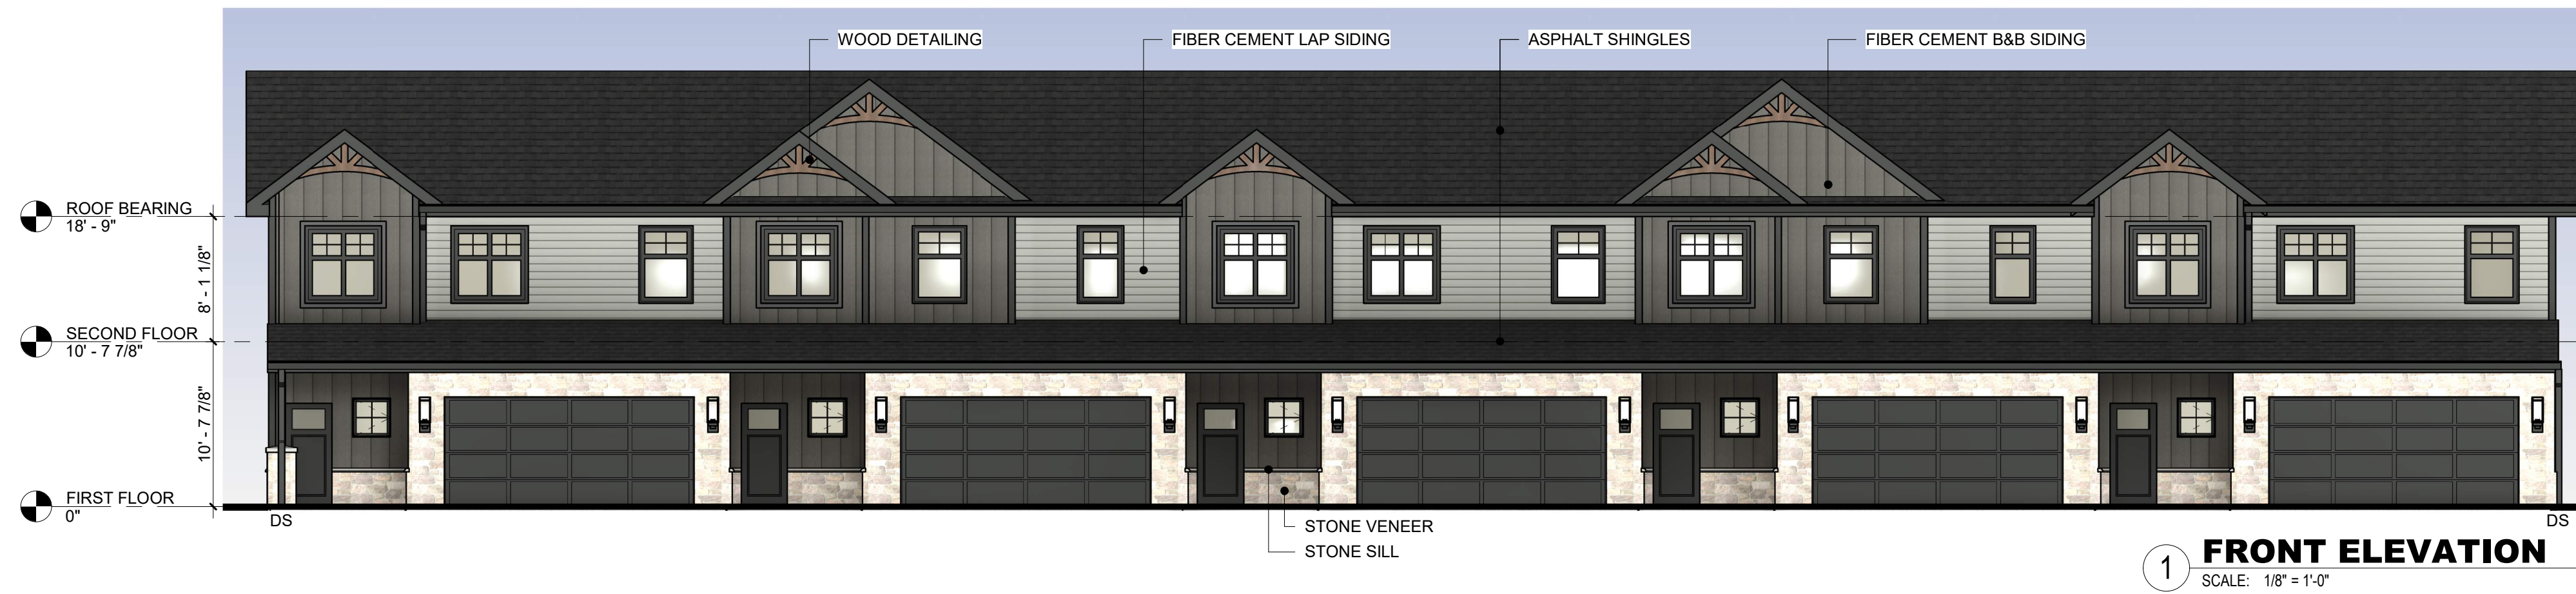 WOOD DETAILING
FIBER CEMENT LAP SIDING
ASPHALT SHINGLES
FIBER CEMENT B&B SIDING
ROOF BEARING
18' - 9"
8' - 1 1/8"
SECOND FLOOR
10' - 7 7/8"
10' - 7 7/8"
FIRST FLOOR
0"
DS
DS
STONE VENEER
STONE SILL
1
FRONT ELEVATION
SCALE: 1/8" = 1'-0"